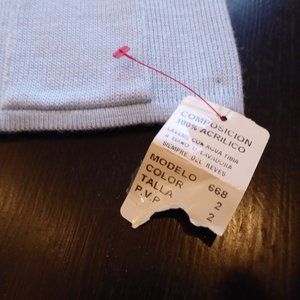 COMPOSICION
100% ACRILICO
LAVESE CON AGUA TIBIA
A MANO O LAVADORA
SIEMPRE DEL REVES
MODELO 668
COLOR 2
TALLA 2
P.V.P.